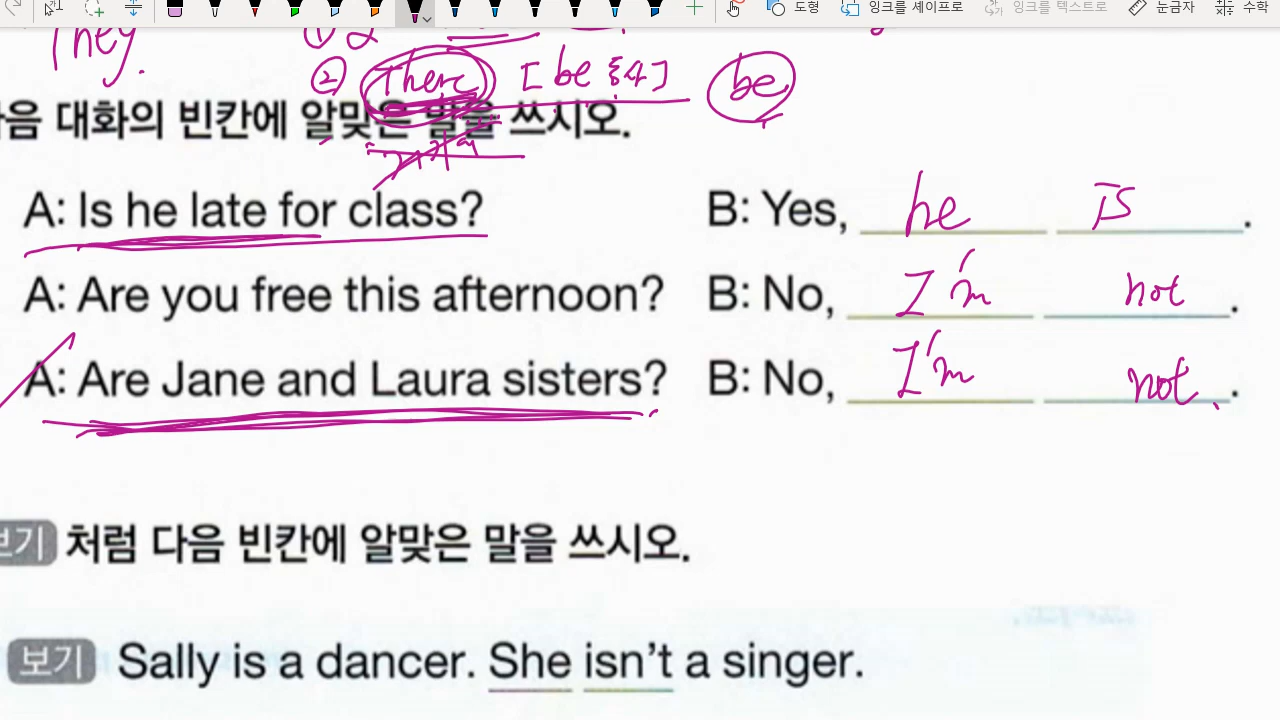 도형 잉크를 셰이프로 잉크를 텍스트로 눈금자 수학
They.
② There [be ] be
음 대화의 빈칸에 알맞은 말을 쓰시오.
A: Is he late for class? B: Yes, he is.
A: Are you free this afternoon? B: No, I'm not.
A: Are Jane and Laura sisters? B: No, I'm not.
보기 처럼 다음 빈칸에 알맞은 말을 쓰시오.
보기 Sally is a dancer. She isn't a singer.